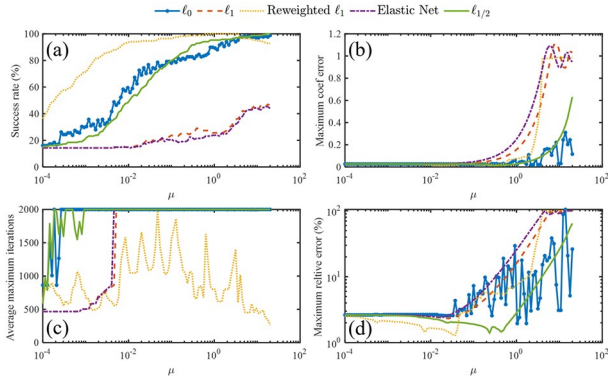 ℓ0 ℓ1 Reweighted ℓ1 Elastic Net ℓ1/2
(a)
Success rate (%)
100
80
60
40
20
0
10^-4 10^-2 10^0 10^2
μ
(b)
Maximum coef error
1.2
1
0.8
0.6
0.4
0.2
0
10^-4 10^-2 10^0 10^2
μ
(c)
Average maximum iterations
2000
1500
1000
500
0
10^-4 10^-2 10^0 10^2
μ
(d)
Maximum reltive error (%)
10^2
10^1
10^0
10^-4 10^-2 10^0 10^2
μ